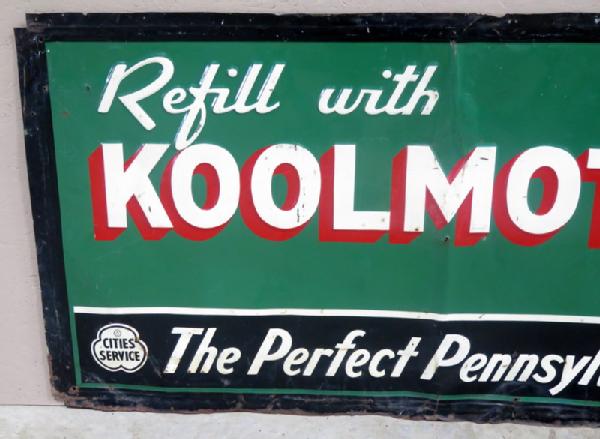 Refill with
KOOLMOT
CITIES
SERVICE
The Perfect Pennsyl